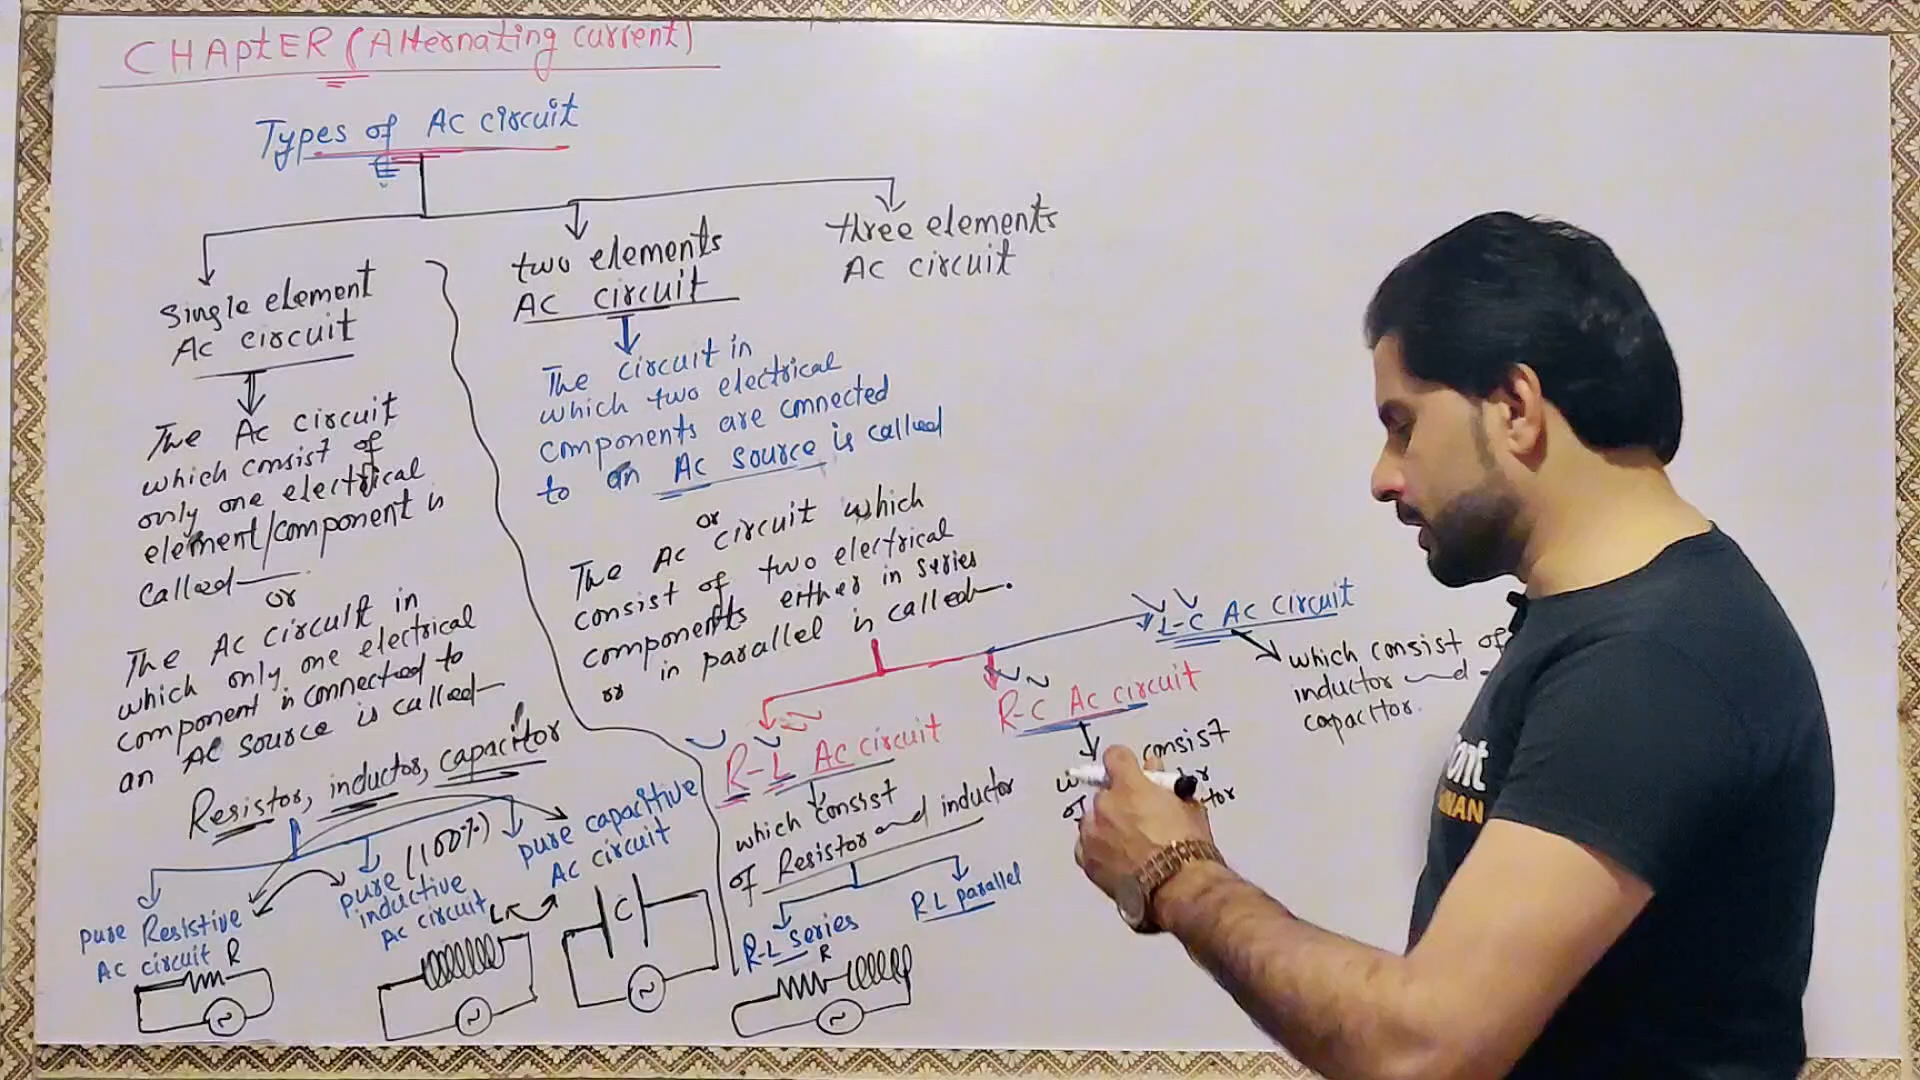 CHAPtER (Alternating current)
Types of AC circuit
Single element
AC circuit
The AC circuit
which consist of
only one electrical
element/component is
called
or
The AC circuit in
which only one electrical
component is connected to
an AC source is called
Resistor, inductor, capacitor
pure Resistive
AC circuit
R
pure (100%)
inductive
AC circuit
L
pure capacitive
AC circuit
C
two elements
AC circuit
The circuit in
which two electrical
components are connected
to an AC source is called
or
The AC circuit which
consist of two electrical
components either in series
or in parallel is called
R-L AC circuit
which consist
of Resistor and inductor
R-L series
R
RL parallel
R-C AC circuit
consist
of
L-C AC circuit
which consist of
inductor and
capacitor.
three elements
AC circuit